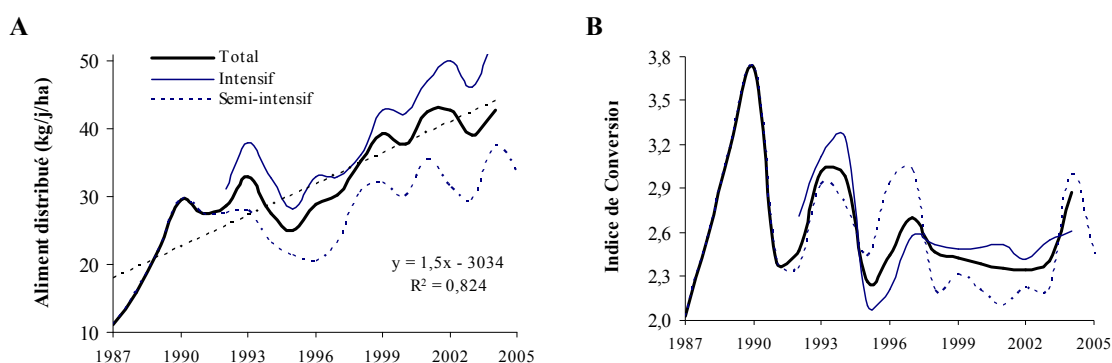 A
Aliment distribué (kg/j/ha)
50
40
30
20
10
Total
Intensif
Semi-intensif
y = 1,5x - 3034
R² = 0,824
1987 1990 1993 1996 1999 2002 2005
B
Indice de Conversion
3,8
3,5
3,2
2,9
2,6
2,3
2,0
1987 1990 1993 1996 1999 2002 2005